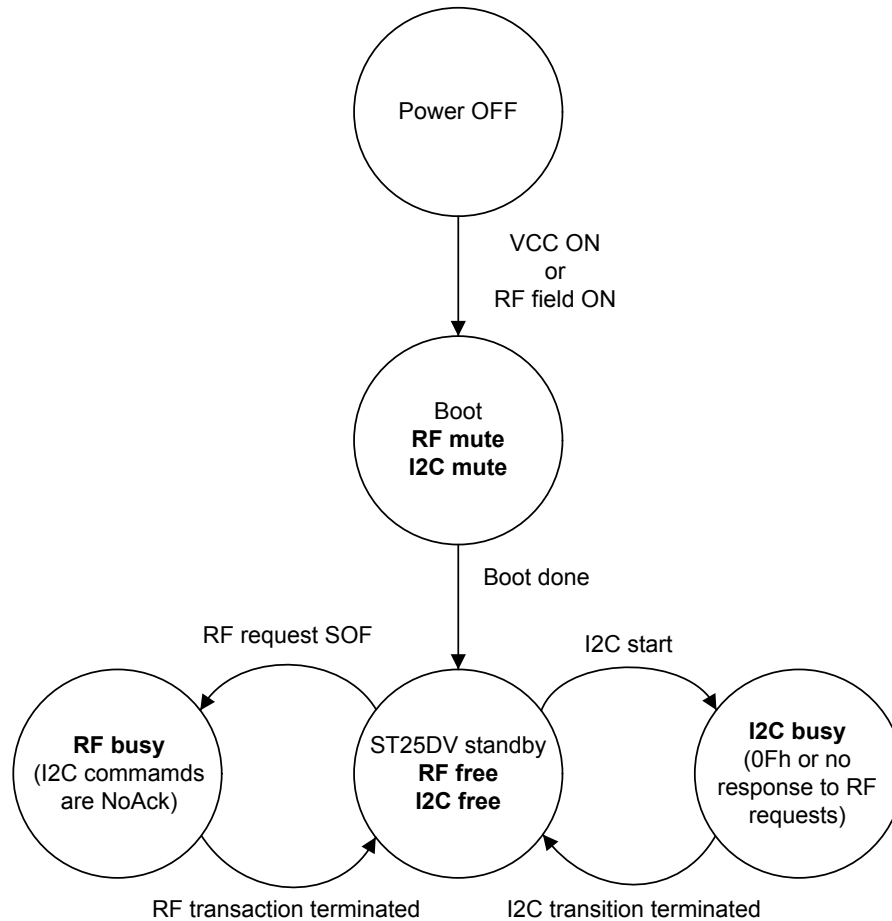 Power OFF
VCC ON
or
RF field ON
Boot
RF mute
I2C mute
Boot done
RF request SOF
I2C start
RF busy
(I2C commamds
are NoAck)
ST25DV standby
RF free
I2C free
I2C busy
(0Fh or no
response to RF
requests)
RF transaction terminated
I2C transition terminated